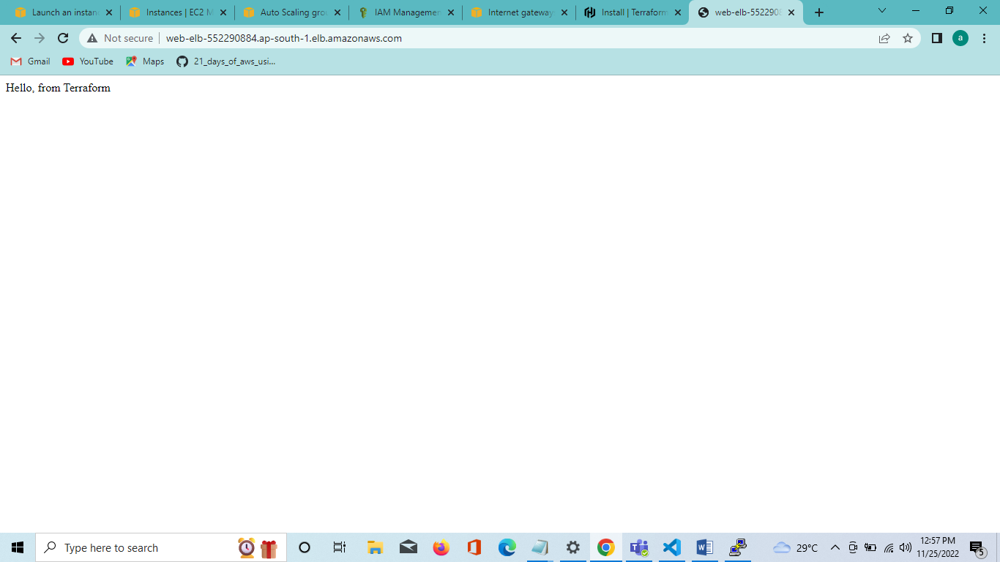 Launch an instan
Instances | EC2 M
Auto Scaling grou
IAM Managemen
Internet gateway
Install | Terraform
web-elb-55229088
Not secure
web-elb-552290884.ap-south-1.elb.amazonaws.com
a
Gmail
YouTube
Maps
21_days_of_aws_usi...
Hello, from Terraform
Type here to search
29°C
12:57 PM
11/25/2022
5